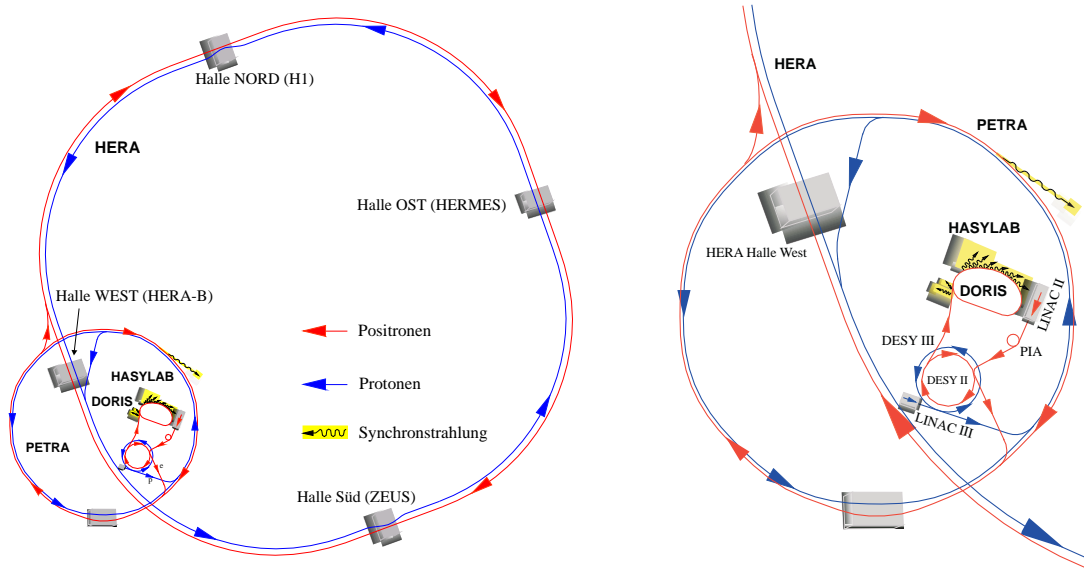 Halle NORD (H1)
HERA
Halle OST (HERMES)
Halle WEST (HERA-B)
Positronen
Protonen
Synchronstrahlung
HASYLAB
DORIS
PETRA
e
p
Halle Süd (ZEUS)
HERA
PETRA
HERA Halle West
HASYLAB
DORIS
LINAC II
DESY III
PIA
DESY II
LINAC III